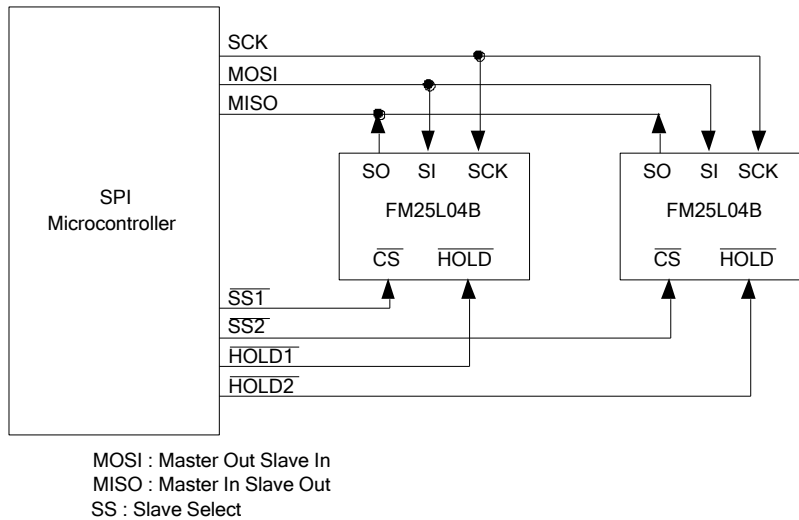 SCK
MOSI
MISO
SO SI SCK
SO SI SCK
SPI
Microcontroller
FM25L04B
FM25L04B
CS HOLD
CS HOLD
SS1
SS2
HOLD1
HOLD2
MOSI : Master Out Slave In
MISO : Master In Slave Out
SS : Slave Select